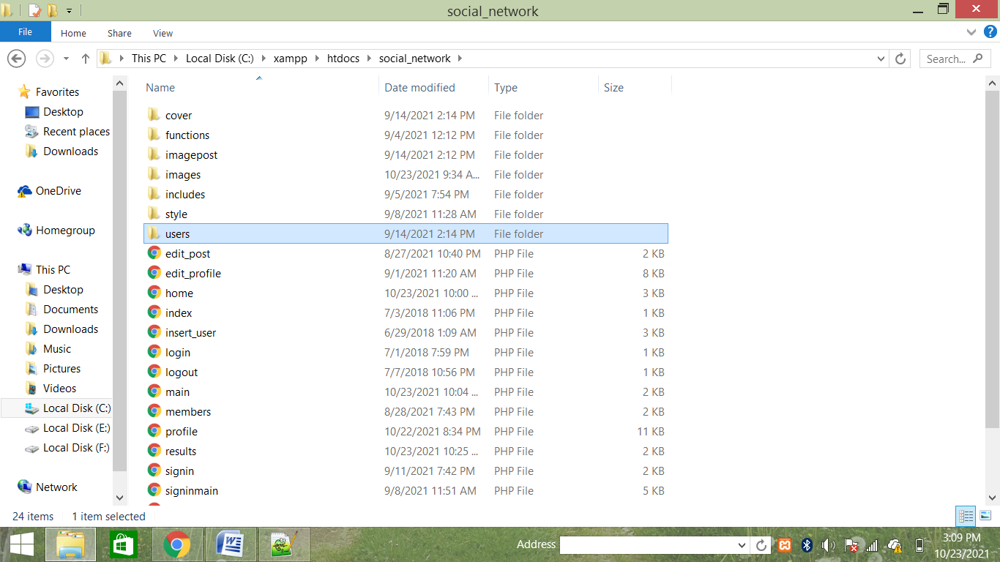 social_network
File Home Share View
This PC Local Disk (C:) xampp htdocs social_network Search...
Name Date modified Type Size
Favorites
Desktop
Recent places
Downloads
OneDrive
Homegroup
This PC
Desktop
Documents
Downloads
Music
Pictures
Videos
Local Disk (C:)
Local Disk (E:)
Local Disk (F:)
Network
cover 9/14/2021 2:14 PM File folder
functions 9/4/2021 12:12 PM File folder
imagepost 9/14/2021 2:12 PM File folder
images 10/23/2021 9:34 A... File folder
includes 9/5/2021 7:54 PM File folder
style 9/8/2021 11:28 AM File folder
users 9/14/2021 2:14 PM File folder
edit_post 8/27/2021 10:40 PM PHP File 2 KB
edit_profile 9/1/2021 11:20 AM PHP File 8 KB
home 10/23/2021 10:00 ... PHP File 3 KB
index 7/3/2018 11:06 PM PHP File 1 KB
insert_user 6/29/2018 1:09 AM PHP File 3 KB
login 7/1/2018 7:59 PM PHP File 1 KB
logout 7/7/2018 10:56 PM PHP File 1 KB
main 10/23/2021 10:04 ... PHP File 2 KB
members 8/28/2021 7:43 PM PHP File 2 KB
profile 10/22/2021 8:34 PM PHP File 11 KB
results 10/23/2021 10:25 ... PHP File 2 KB
signin 9/11/2021 7:42 PM PHP File 2 KB
signinmain 9/8/2021 11:51 AM PHP File 5 KB
24 items 1 item selected
Address
3:09 PM
10/23/2021